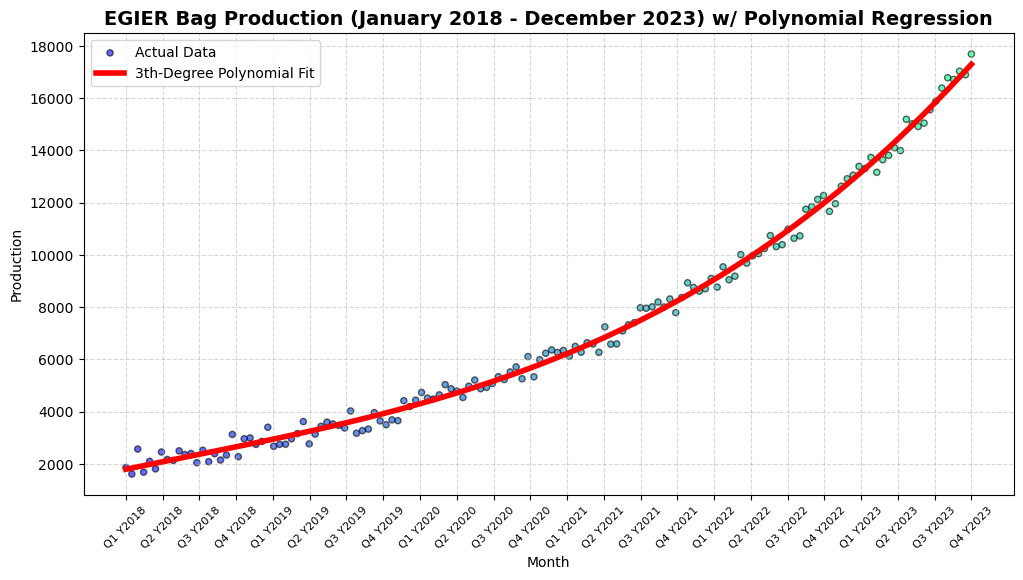 EGIER Bag Production (January 2018 - December 2023) w/ Polynomial Regression
Actual Data
3th-Degree Polynomial Fit
Production
18000
16000
14000
12000
10000
8000
6000
4000
2000
Q1 Y2018
Q2 Y2018
Q3 Y2018
Q4 Y2018
Q1 Y2019
Q2 Y2019
Q3 Y2019
Q4 Y2019
Q1 Y2020
Q2 Y2020
Q3 Y2020
Q4 Y2020
Q1 Y2021
Q2 Y2021
Q3 Y2021
Q4 Y2021
Q1 Y2022
Q2 Y2022
Q3 Y2022
Q4 Y2022
Q1 Y2023
Q2 Y2023
Q3 Y2023
Q4 Y2023
Month